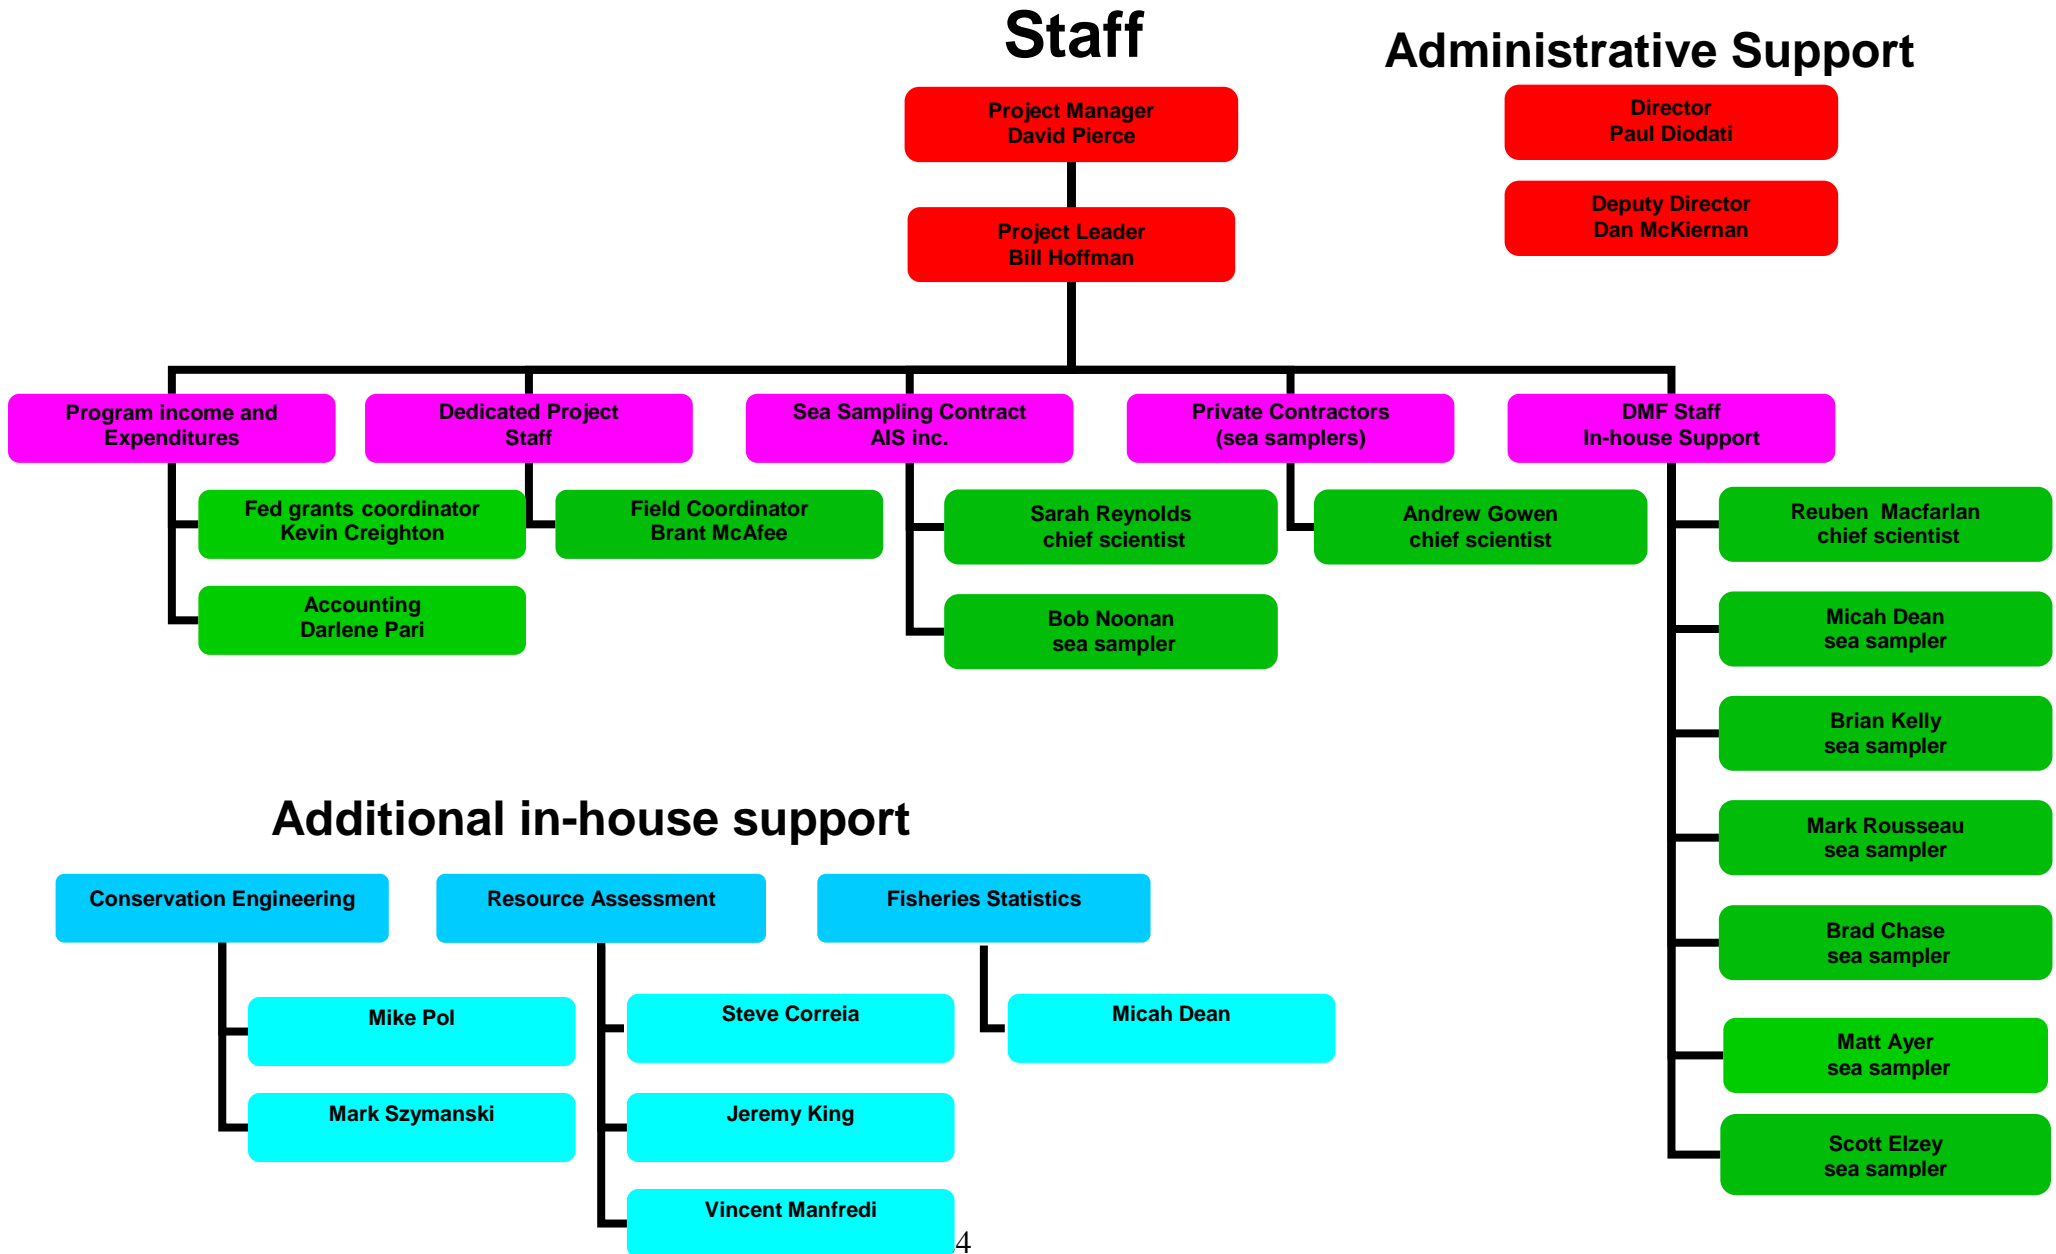 Staff
Administrative Support
Project Manager
David Pierce
Director
Paul Diodati
Deputy Director
Dan McKiernan
Project Leader
Bill Hoffman
Program income and
Expenditures
Dedicated Project
Staff
Sea Sampling Contract
AIS inc.
Private Contractors
(sea samplers)
DMF Staff
In-house Support
Fed grants coordinator
Kevin Creighton
Accounting
Darlene Pari
Field Coordinator
Brant McAfee
Sarah Reynolds
chief scientist
Bob Noonan
sea sampler
Andrew Gowen
chief scientist
Reuben  Macfarlan
chief scientist
Micah Dean
sea sampler
Brian Kelly
sea sampler
Mark Rousseau
sea sampler
Brad Chase
sea sampler
Matt Ayer
sea sampler
Scott Elzey
sea sampler
Additional in-house support
Conservation Engineering
Mike Pol
Mark Szymanski
Resource Assessment
Steve Correia
Jeremy King
Vincent Manfredi
Fisheries Statistics
Micah Dean
4